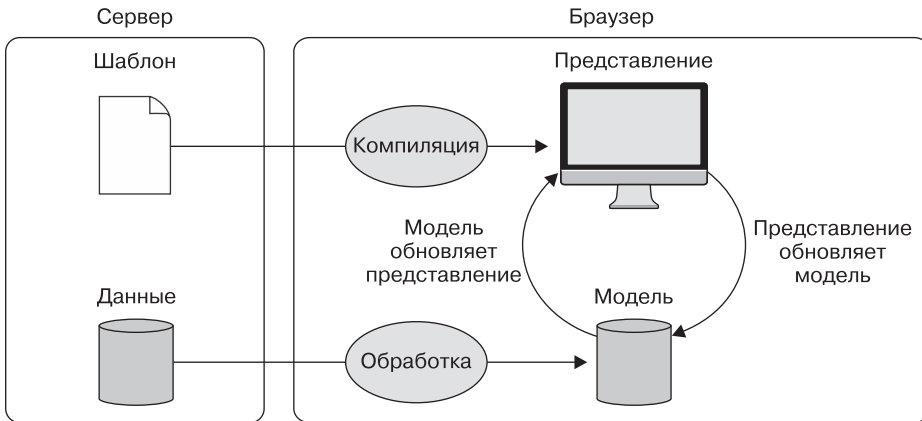 Сервер
Браузер
Шаблон
Представление
Компиляция
Модель
обновляет
представление
Представление
обновляет
модель
Данные
Модель
Обработка